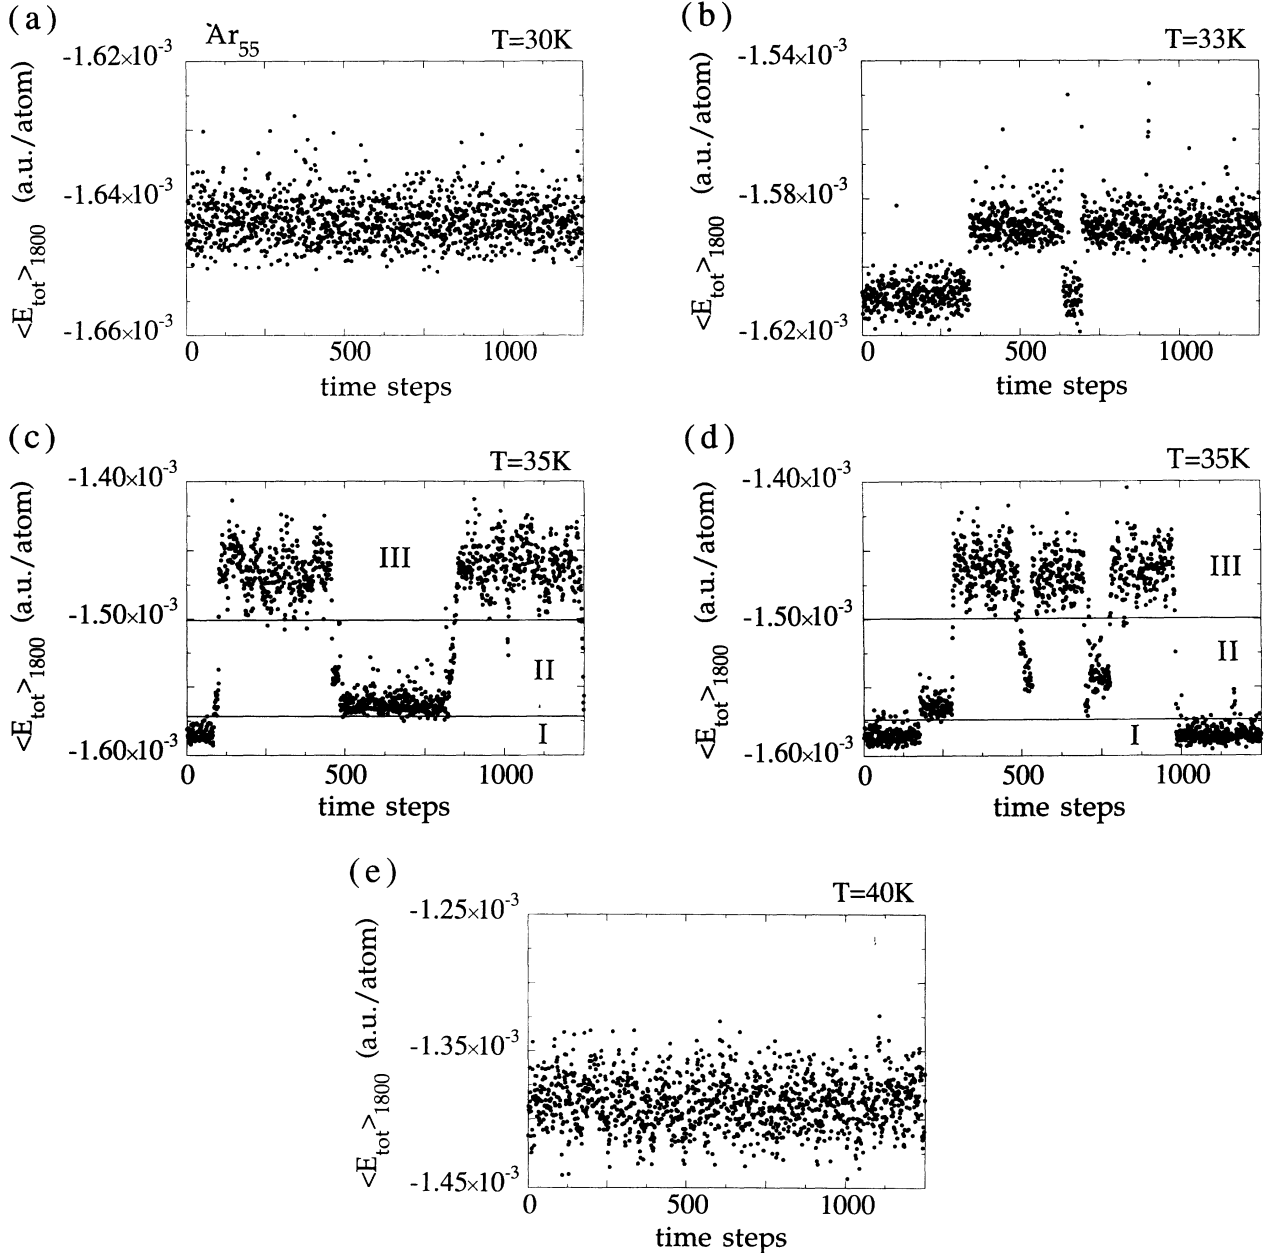 (a)
Ar55
T=30K
-1.62×10-3
-1.64×10-3
-1.66×10-3
<Etot>1800 (a.u./atom)
0 500 1000
time steps
(b)
T=33K
-1.54×10-3
-1.58×10-3
-1.62×10-3
<Etot>1800 (a.u./atom)
0 500 1000
time steps
(c)
T=35K
-1.40×10-3
-1.50×10-3
-1.60×10-3
<Etot>1800 (a.u./atom)
III
II
I
0 500 1000
time steps
(d)
T=35K
-1.40×10-3
-1.50×10-3
-1.60×10-3
<Etot>1800 (a.u./atom)
III
II
I
0 500 1000
time steps
(e)
T=40K
-1.25×10-3
-1.35×10-3
-1.45×10-3
<Etot>1800 (a.u./atom)
0 500 1000
time steps